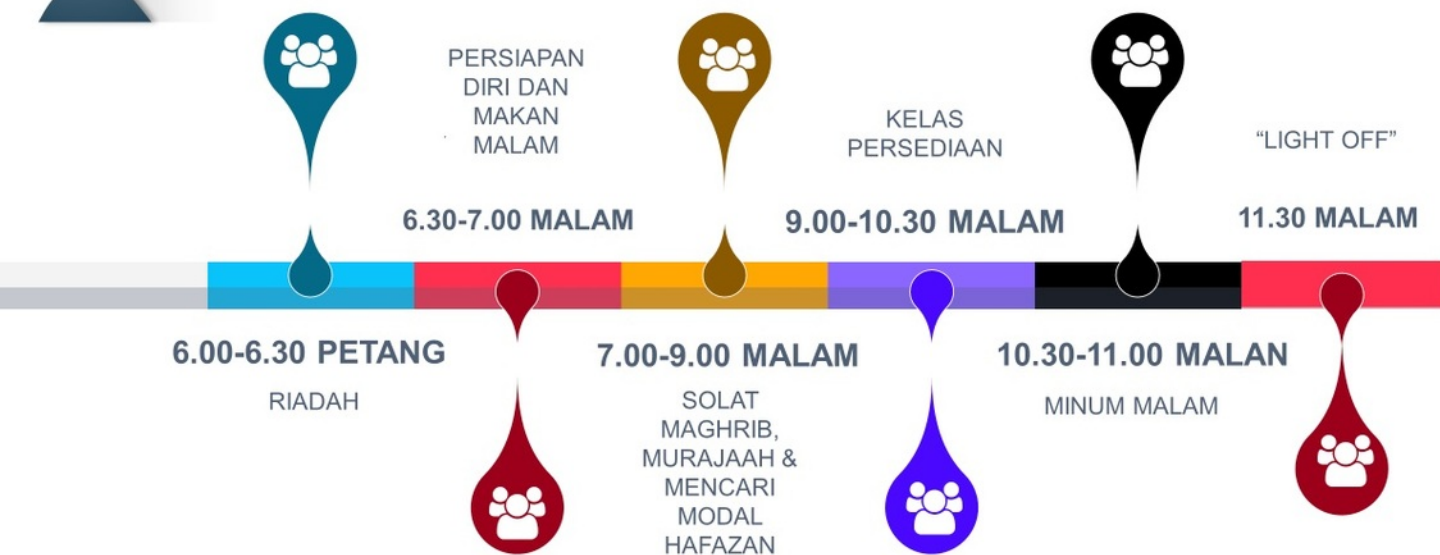 6.00-6.30 PETANG
RIADAH
PERSIAPAN
DIRI DAN
MAKAN
MALAM
6.30-7.00 MALAM
7.00-9.00 MALAM
SOLAT
MAGHRIB,
MURAJAAH &
MENCARI
MODAL
HAFAZAN
KELAS
PERSEDIAAN
9.00-10.30 MALAM
10.30-11.00 MALAN
MINUM MALAM
“LIGHT OFF”
11.30 MALAM